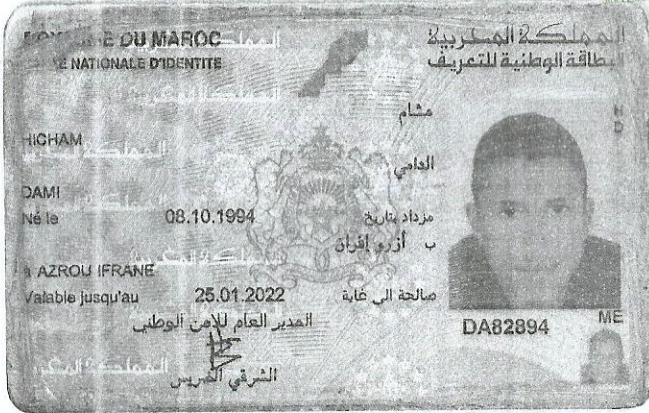 ROYAUME DU MAROC
المملكة المغربية
CARTE NATIONALE D'IDENTITE
البطاقة الوطنية للتعريف
هشام
HICHAM
الدامي
DAMI
Né le 08.10.1994 مزداد بتاريخ
ب أزرو إفران
à AZROU IFRANE
Valable jusqu'au 25.01.2022 صالحة الى غاية
المدير العام للأمن الوطني
DA82894
الشرقي الضريس